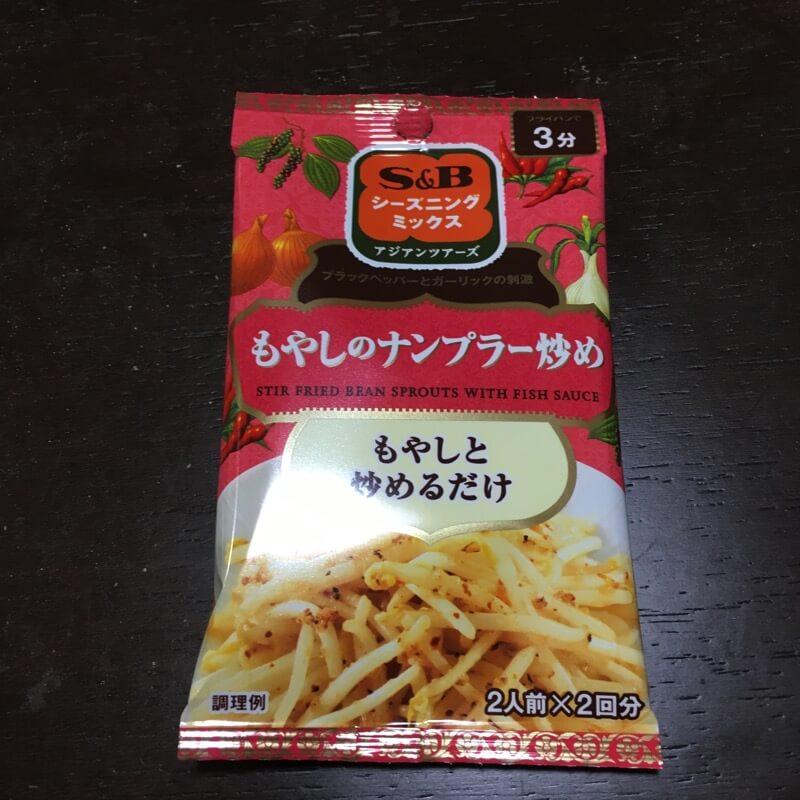 フライパンで
3分
S&B
シーズニング
ミックス
アジアンツアーズ
ブラックペッパーとガーリックの刺激
もやしのナンプラー炒め
STIR FRIED BEAN SPROUTS WITH FISH SAUCE
もやしと
炒めるだけ
調理例
2人前×2回分